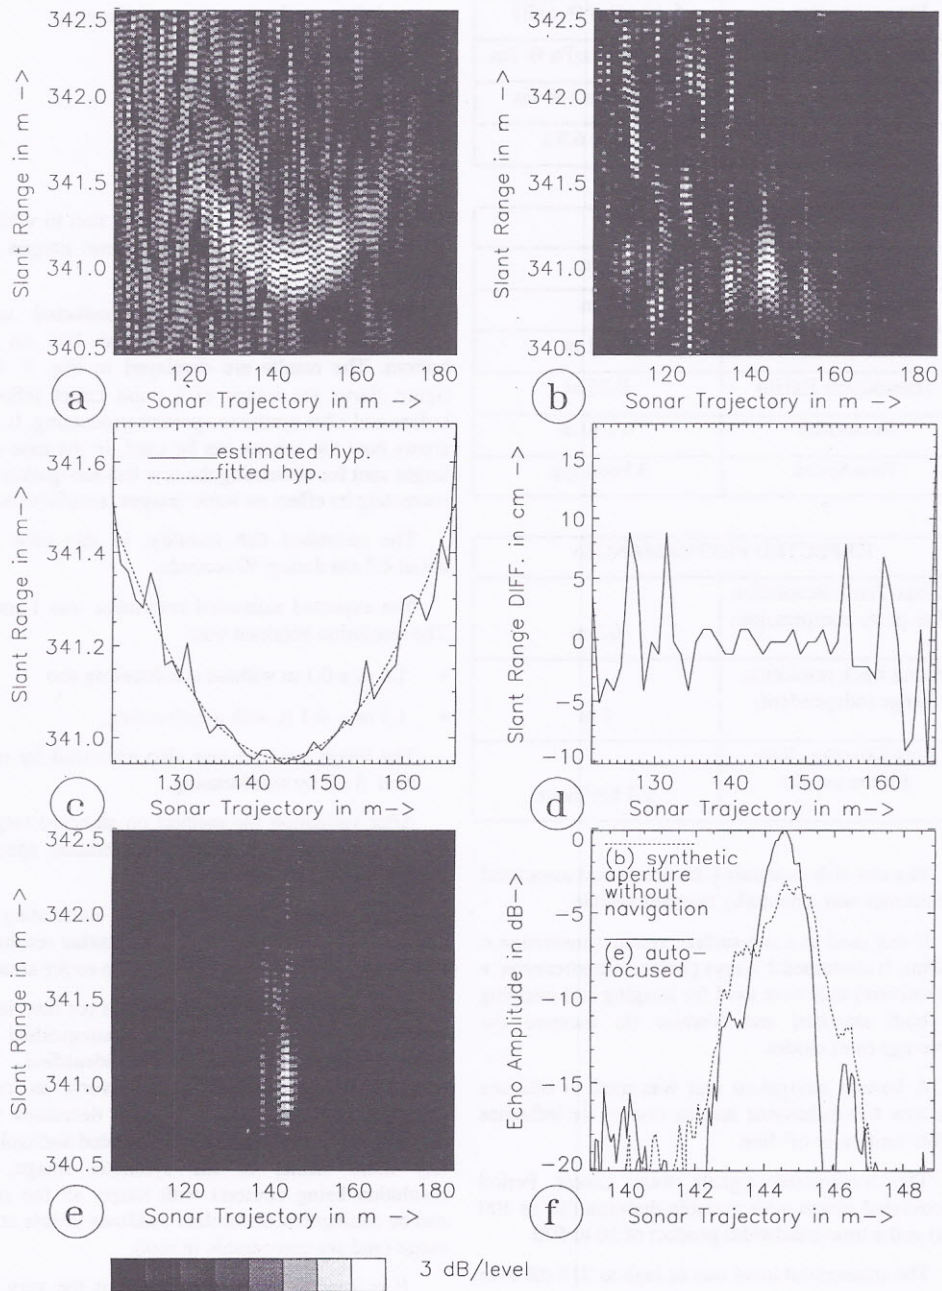 342.5
342.0
341.5
341.0
340.5
Slant Range in m —>
120 140 160 180
Sonar Trajectory in m —>
a
342.5
342.0
341.5
341.0
340.5
Slant Range in m —>
120 140 160 180
Sonar Trajectory in m —>
b
341.6
341.4
341.2
341.0
Slant Range in m—>
estimated hyp.
fitted hyp.
130 140 150 160
Sonar Trajectory in m—>
c
15
10
5
0
−5
−10
Slant Range DIFF. in cm —>
130 140 150 160
Sonar Trajectory in m—>
d
342.5
342.0
341.5
341.0
340.5
Slant Range in m —>
120 140 160 180
Sonar Trajectory in m —>
e
0
−5
−10
−15
−20
Echo Amplitude in dB—>
(b) synthetic
aperture
without
navigation
(e) auto—
focused
140 142 144 146 148
Sonar Trajectory in m —>
f
3 dB/level